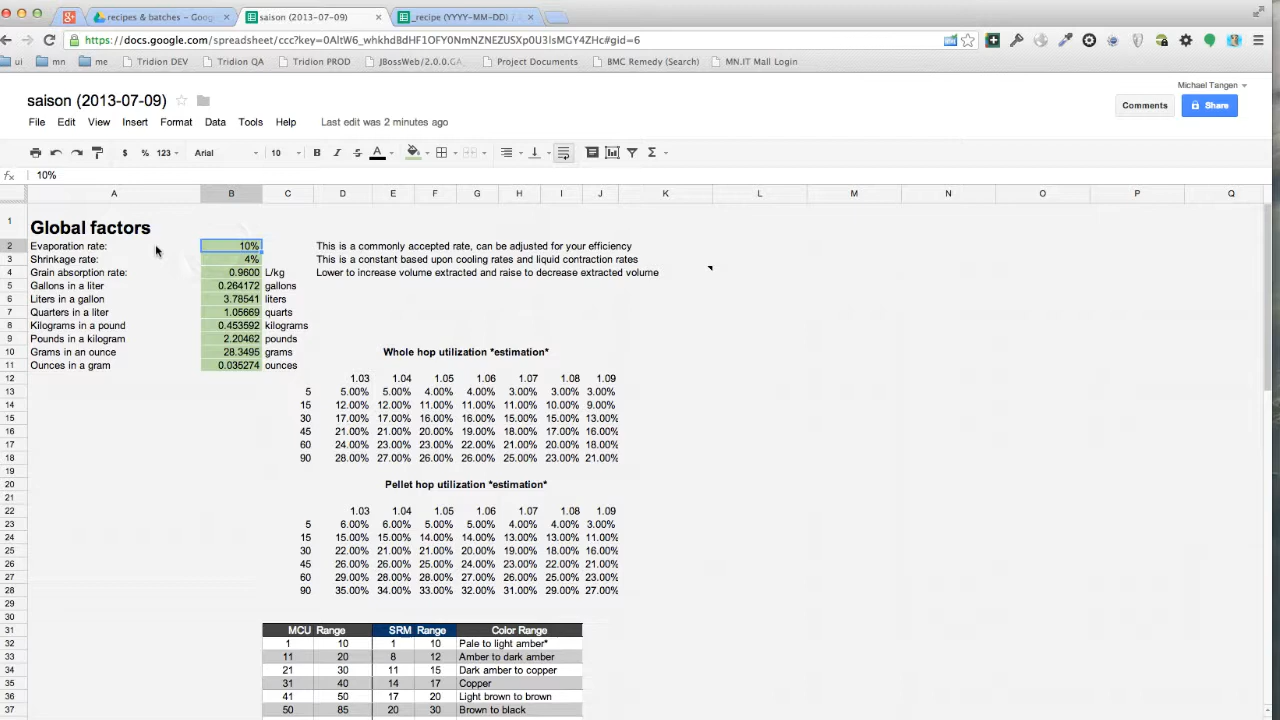 recipes & batches – Goog
saison (2013-07-09)
_recipe (YYYY-MM-DD) /
https://docs.google.com/spreadsheet/ccc?key=0AltW6_whkhdBdHF1OFY0NmNZNEZUSXp0U3lsMGY4ZHc#gid=6
ui mn me Tridion DEV Tridion QA Tridion PROD JBossWeb/2.0.0.GA Project Documents BMC Remedy (Search) MN.IT Mall Login
Michael Tangen
saison (2013-07-09)
Comments Share
File Edit View Insert Format Data Tools Help Last edit was 2 minutes ago
$ % 123 Arial 10 B I S A Σ
fx 10%
A B C D E F G H I J K L M N O P Q
1 Global factors
2 Evaporation rate: 10% This is a commonly accepted rate, can be adjusted for your efficiency
3 Shrinkage rate: 4% This is a constant based upon cooling rates and liquid contraction rates
4 Grain absorption rate: 0.9600 L/kg Lower to increase volume extracted and raise to decrease extracted volume
5 Gallons in a liter 0.264172 gallons
6 Liters in a gallon 3.78541 liters
7 Quarters in a liter 1.05669 quarts
8 Kilograms in a pound 0.453592 kilograms
9 Pounds in a kilogram 2.20462 pounds
10 Grams in an ounce 28.3495 grams Whole hop utilization *estimation*
11 Ounces in a gram 0.035274 ounces
12 1.03 1.04 1.05 1.06 1.07 1.08 1.09
13 5 5.00% 5.00% 4.00% 4.00% 3.00% 3.00% 3.00%
14 15 12.00% 12.00% 11.00% 11.00% 11.00% 10.00% 9.00%
15 30 17.00% 17.00% 16.00% 16.00% 15.00% 15.00% 13.00%
16 45 21.00% 21.00% 20.00% 19.00% 18.00% 17.00% 16.00%
17 60 24.00% 23.00% 23.00% 22.00% 21.00% 20.00% 18.00%
18 90 28.00% 27.00% 26.00% 26.00% 25.00% 23.00% 21.00%
19
20 Pellet hop utilization *estimation*
21
22 1.03 1.04 1.05 1.06 1.07 1.08 1.09
23 5 6.00% 6.00% 5.00% 5.00% 4.00% 4.00% 3.00%
24 15 15.00% 15.00% 14.00% 14.00% 13.00% 13.00% 11.00%
25 30 22.00% 21.00% 21.00% 20.00% 19.00% 18.00% 16.00%
26 45 26.00% 26.00% 25.00% 24.00% 23.00% 22.00% 21.00%
27 60 29.00% 28.00% 28.00% 27.00% 26.00% 25.00% 23.00%
28 90 35.00% 34.00% 33.00% 32.00% 31.00% 29.00% 27.00%
29
30
31 MCU Range SRM Range Color Range
32 1 10 1 10 Pale to light amber*
33 11 20 8 12 Amber to dark amber
34 21 30 11 15 Dark amber to copper
35 31 40 14 17 Copper
36 41 50 17 20 Light brown to brown
37 50 85 20 30 Brown to black